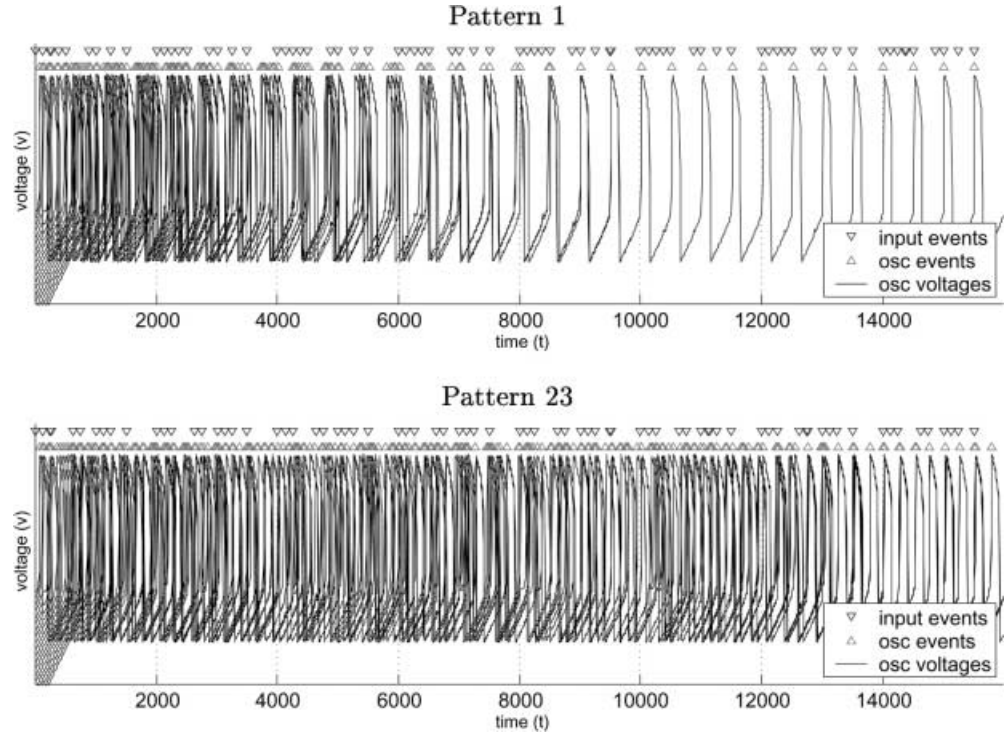 Pattern 1
voltage (v)
input events
osc events
osc voltages
2000 4000 6000 8000 10000 12000 14000
time (t)
Pattern 23
voltage (v)
input events
osc events
osc voltages
2000 4000 6000 8000 10000 12000 14000
time (t)